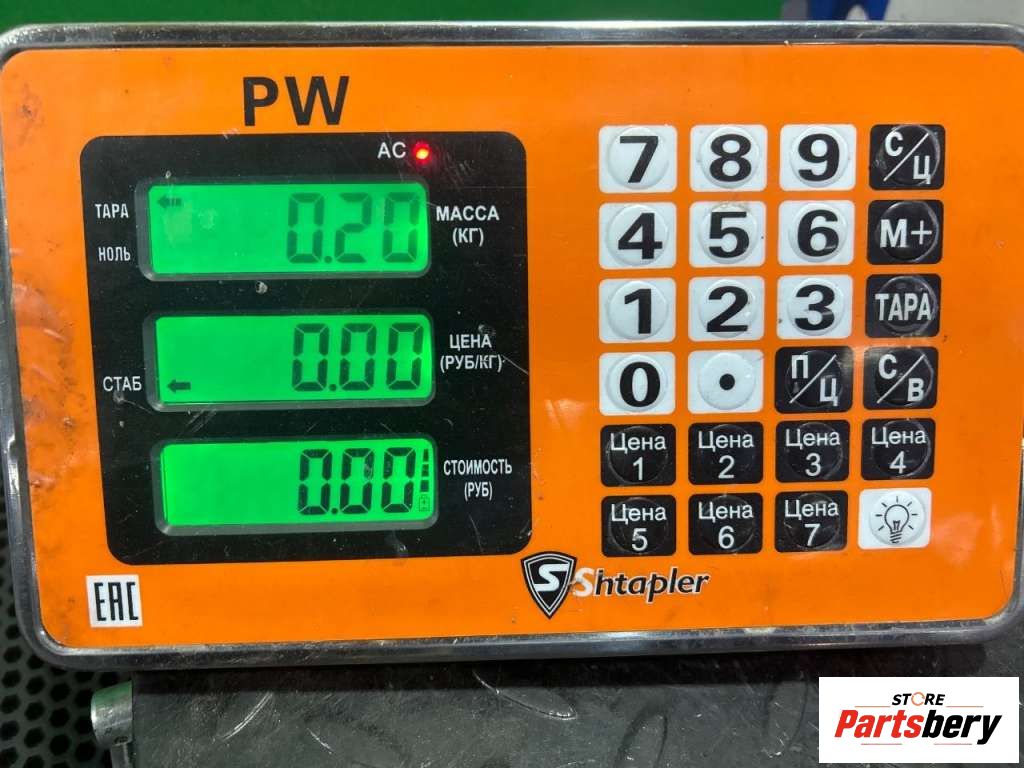 PW
AC
ТАРА
НОЛЬ
0.20
МАССА
(КГ)
СТАБ
0.00
ЦЕНА
(РУБ/КГ)
0.00
СТОИМОСТЬ
(РУБ)
7 8 9 С/Ц
4 5 6 М+
1 2 3 ТАРА
0 . П/Ц С/В
Цена 1
Цена 2
Цена 3
Цена 4
Цена 5
Цена 6
Цена 7
EAC
S Shtapler
STORE
Partsbery